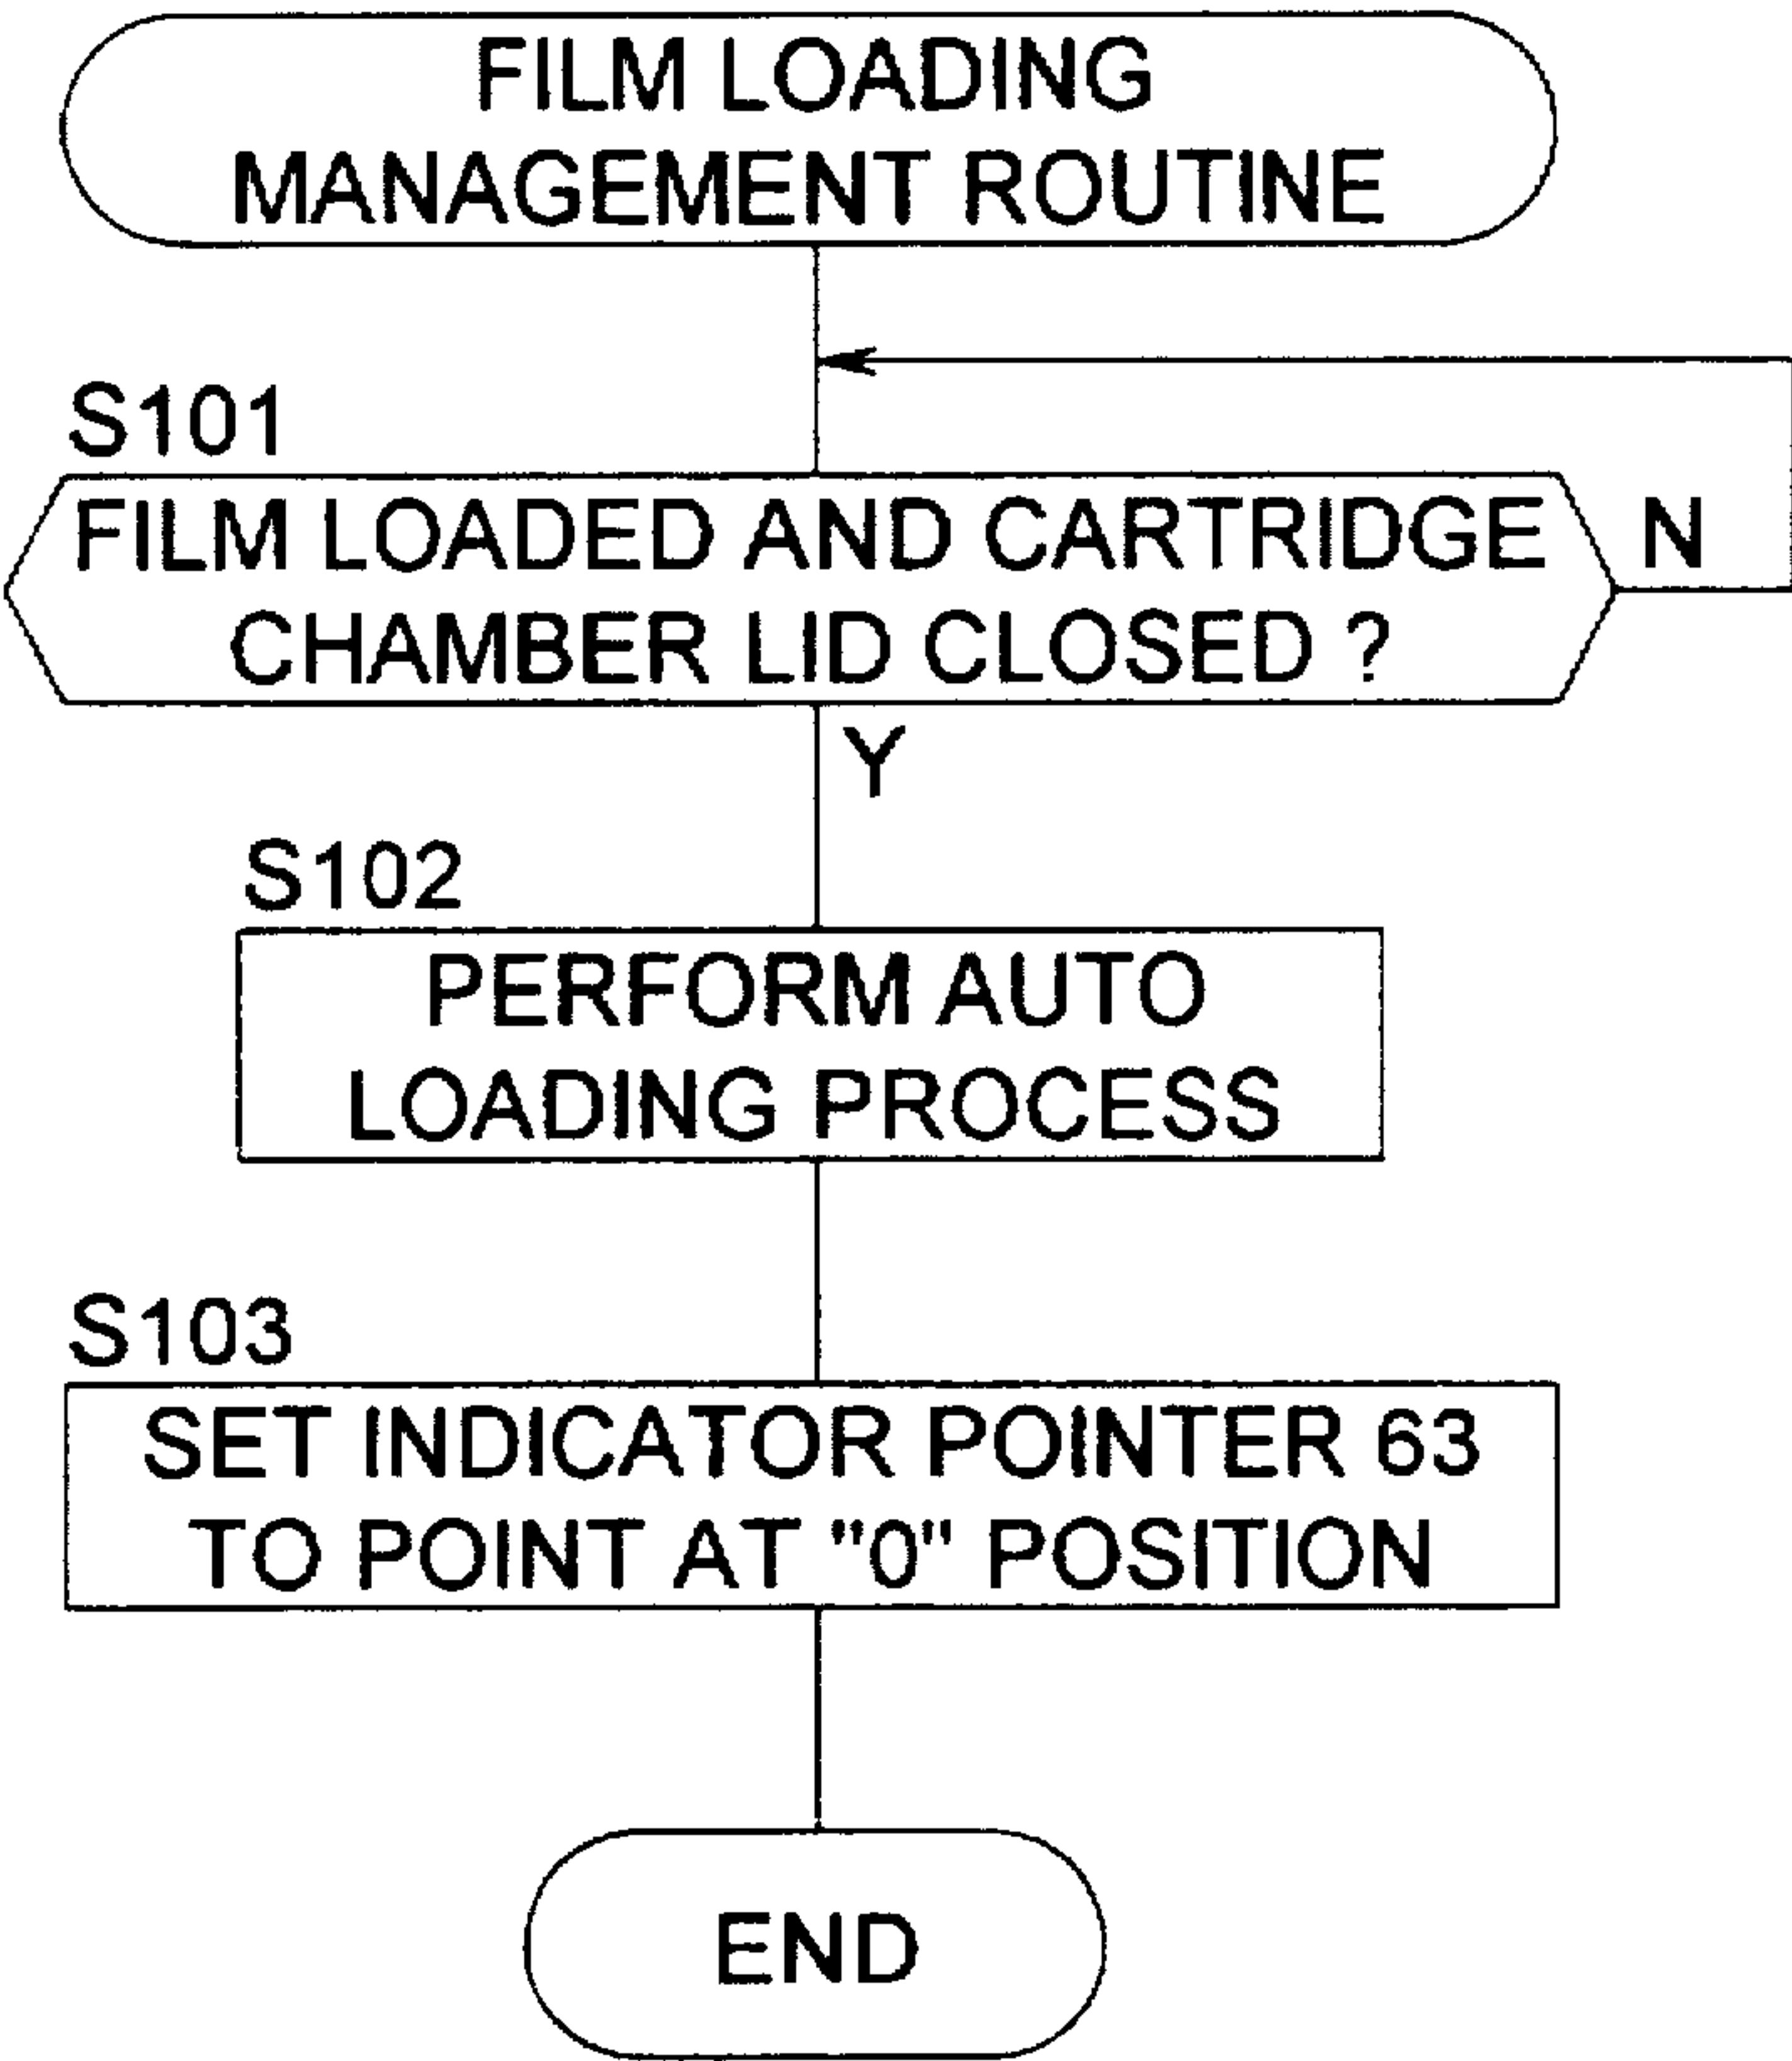 FILM LOADING
MANAGEMENT ROUTINE
S101
FILM LOADED AND CARTRIDGE
CHAMBER LID CLOSED ?
N
Y
S102
PERFORM AUTO
LOADING PROCESS
S103
SET INDICATOR POINTER 63
TO POINT AT "0" POSITION
END